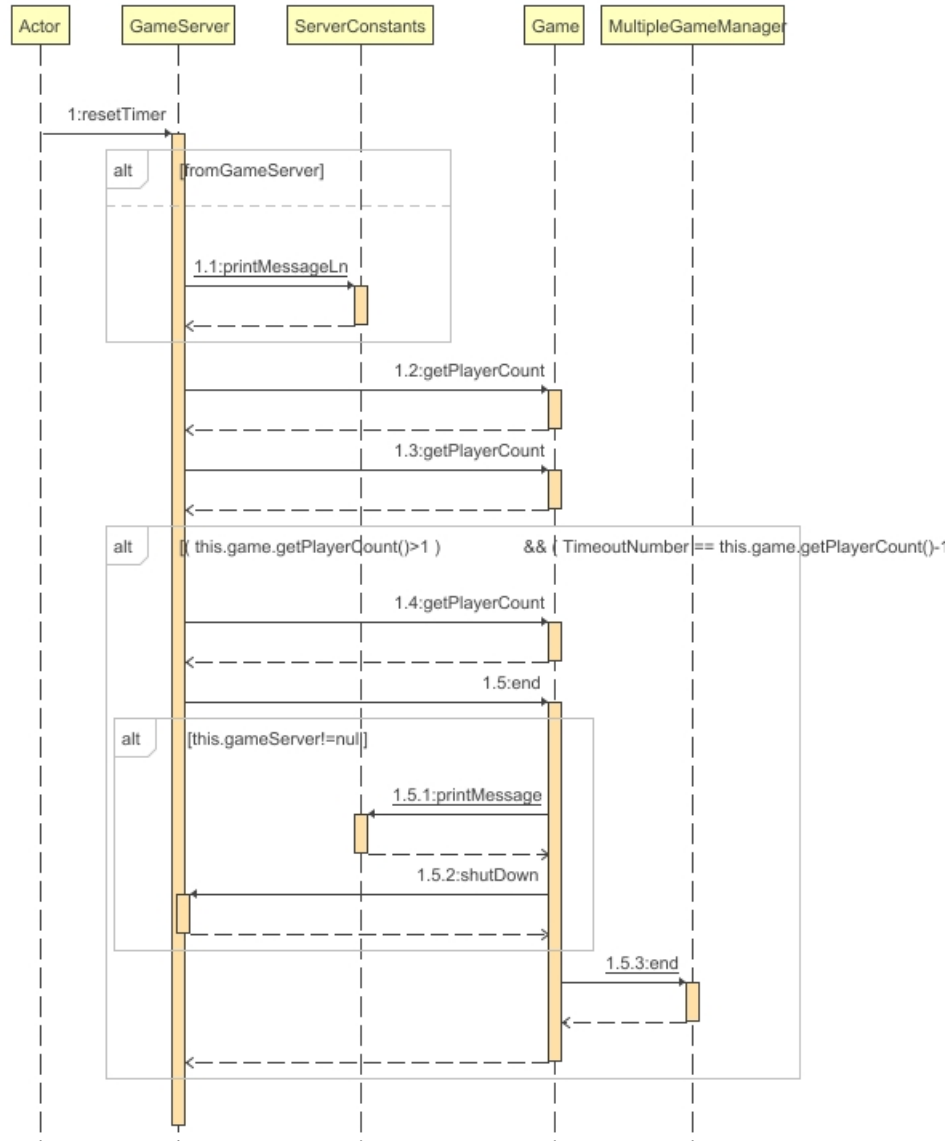 Actor
GameServer
ServerConstants
Game
MultipleGameManager
1:resetTimer
alt
[fromGameServer]
1.1:printMessageLn
1.2:getPlayerCount
1.3:getPlayerCount
alt
[( this.game.getPlayerCount()>1 ) && ( TimeoutNumber == this.game.getPlayerCount()-1
1.4:getPlayerCount
1.5:end
alt
[this.gameServer!=null]
1.5.1:printMessage
1.5.2:shutDown
1.5.3:end